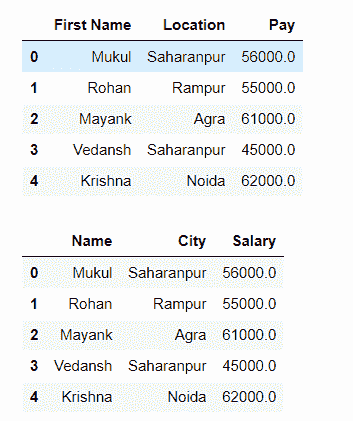 First Name Location Pay
0 Mukul Saharanpur 56000.0
1 Rohan Rampur 55000.0
2 Mayank Agra 61000.0
3 Vedansh Saharanpur 45000.0
4 Krishna Noida 62000.0
Name City Salary
0 Mukul Saharanpur 56000.0
1 Rohan Rampur 55000.0
2 Mayank Agra 61000.0
3 Vedansh Saharanpur 45000.0
4 Krishna Noida 62000.0